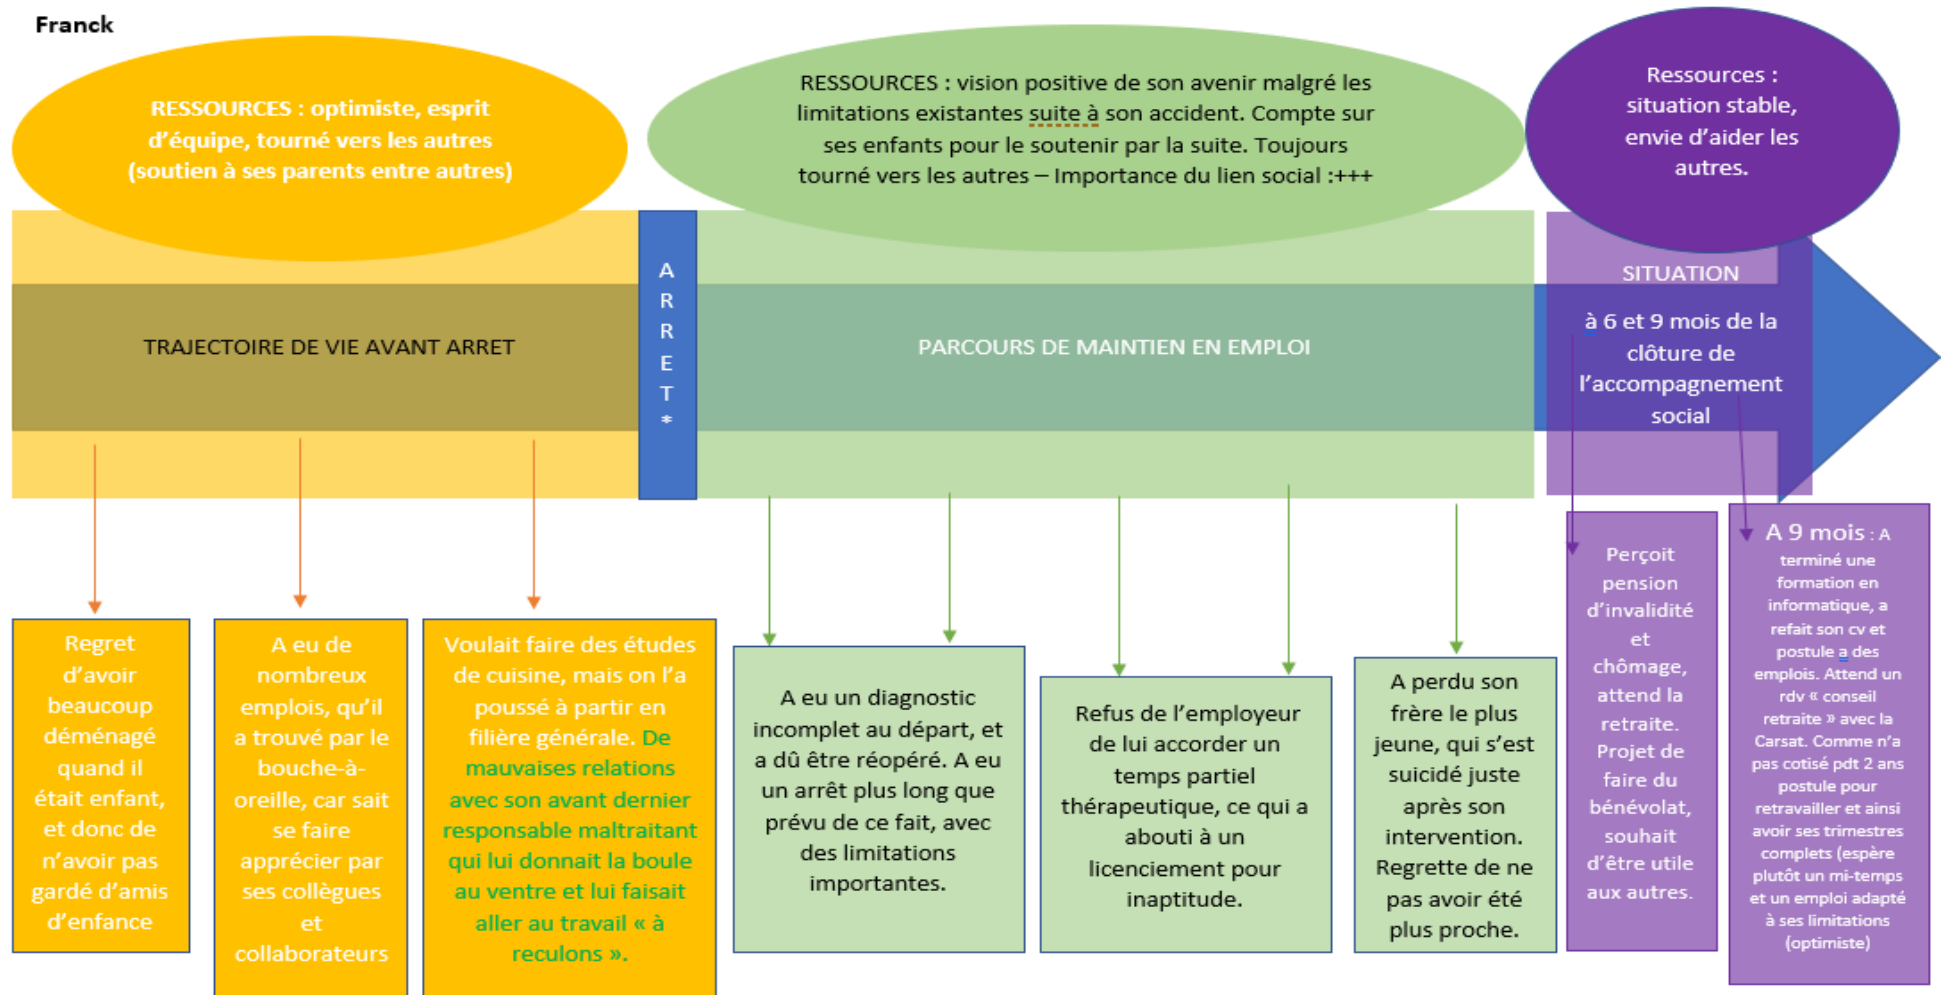 Franck
RESSOURCES : optimiste, esprit
d’équipe, tourné vers les autres
(soutien à ses parents entre autres)
RESSOURCES : vision positive de son avenir malgré les
limitations existantes suite à son accident. Compte sur
ses enfants pour le soutenir par la suite. Toujours
tourné vers les autres – Importance du lien social :+++
Ressources :
situation stable,
envie d’aider les
autres.
TRAJECTOIRE DE VIE AVANT ARRET
A
R
R
E
T
*
PARCOURS DE MAINTIEN EN EMPLOI
SITUATION
à 6 et 9 mois de la
clôture de
l’accompagnement
social
Regret
d’avoir
beaucoup
déménagé
quand il
était enfant,
et donc de
n’avoir pas
gardé d’amis
d’enfance
A eu de
nombreux
emplois, qu’il
a trouvé par le
bouche-à-
oreille, car sait
se faire
apprécier par
ses collègues
et
collaborateurs
Voulait faire des études
de cuisine, mais on l’a
poussé à partir en
filière générale. De
mauvaises relations
avec son avant dernier
responsable maltraitant
qui lui donnait la boule
au ventre et lui faisait
aller au travail « à
reculons ».
A eu un diagnostic
incomplet au départ, et
a dû être réopéré. A eu
un arrêt plus long que
prévu de ce fait, avec
des limitations
importantes.
Refus de l’employeur
de lui accorder un
temps partiel
thérapeutique, ce qui a
abouti à un
licenciement pour
inaptitude.
A perdu son
frère le plus
jeune, qui s’est
suicidé juste
après son
intervention.
Regrette de ne
pas avoir été
plus proche.
Perçoit
pension
d’invalidité
et
chômage,
attend la
retraite.
Projet de
faire du
bénévolat,
souhait
d’être utile
aux autres.
A 9 mois : A
terminé une
formation en
informatique, a
refait son cv et
postule a des
emplois. Attend un
rdv « conseil
retraite » avec la
Carsat. Comme n’a
pas cotisé pdt 2 ans
postule pour
retravailler et ainsi
avoir ses trimestres
complets (espère
plutôt un mi-temps
et un emploi adapté
à ses limitations
(optimiste)